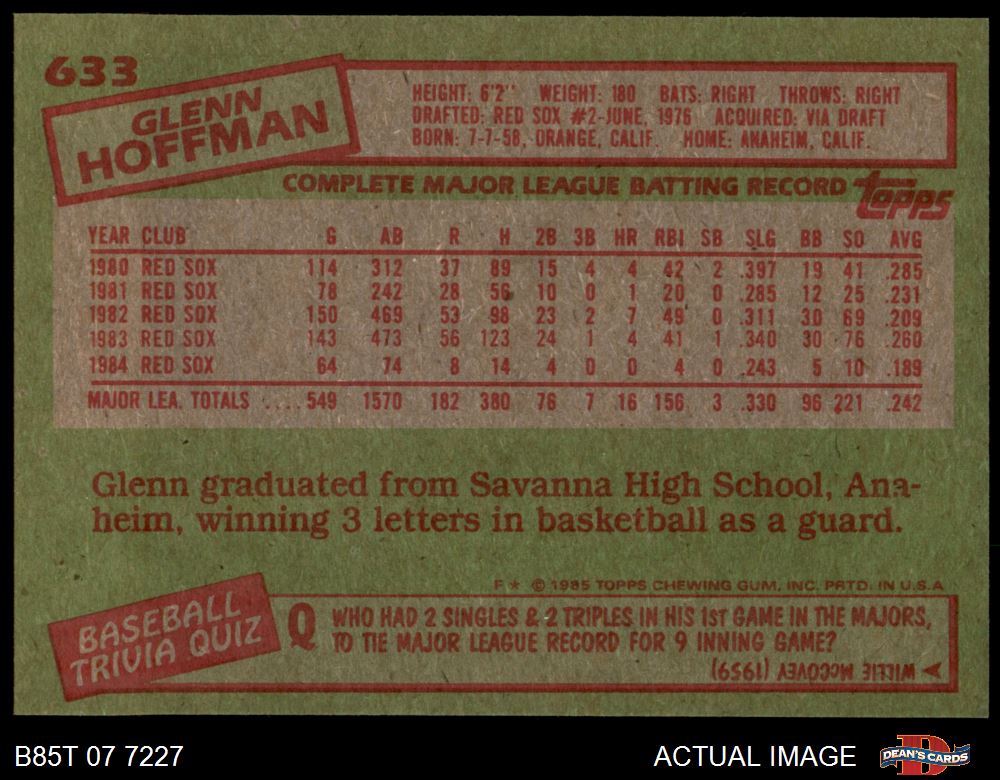 633
GLENN
HOFFMAN
HEIGHT: 6'2" WEIGHT: 180 BATS: RIGHT THROWS: RIGHT
DRAFTED: RED SOX #2-JUNE, 1976 ACQUIRED: VIA DRAFT
BORN: 7-7-58, ORANGE, CALIF. HOME: ANAHEIM, CALIF.
COMPLETE MAJOR LEAGUE BATTING RECORD topps
YEAR CLUB G AB R H 2B 3B HR RBI SB SLG BB SO AVG
1980 RED SOX 114 312 37 89 15 4 4 42 2 .397 19 41 .285
1981 RED SOX 78 242 28 56 10 0 1 20 0 .285 12 25 .231
1982 RED SOX 150 469 53 98 23 2 7 49 0 .311 30 69 .209
1983 RED SOX 143 473 56 123 24 1 4 41 1 .340 30 76 .260
1984 RED SOX 64 74 8 14 4 0 0 4 0 .243 5 10 .189
MAJOR LEA. TOTALS .... 549 1570 182 380 76 7 16 156 3 .330 96 221 .242
Glenn graduated from Savanna High School, Ana-
heim, winning 3 letters in basketball as a guard.
F* © 1985 TOPPS CHEWING GUM, INC. PRTD. IN U.S.A
BASEBALL
TRIVIA QUIZ
Q WHO HAD 2 SINGLES & 2 TRIPLES IN HIS 1ST GAME IN THE MAJORS,
TO TIE MAJOR LEAGUE RECORD FOR 9 INNING GAME?
WILLIE MCCOVEY (1959)
B85T 07 7227
ACTUAL IMAGE
D
DEAN'S CARDS